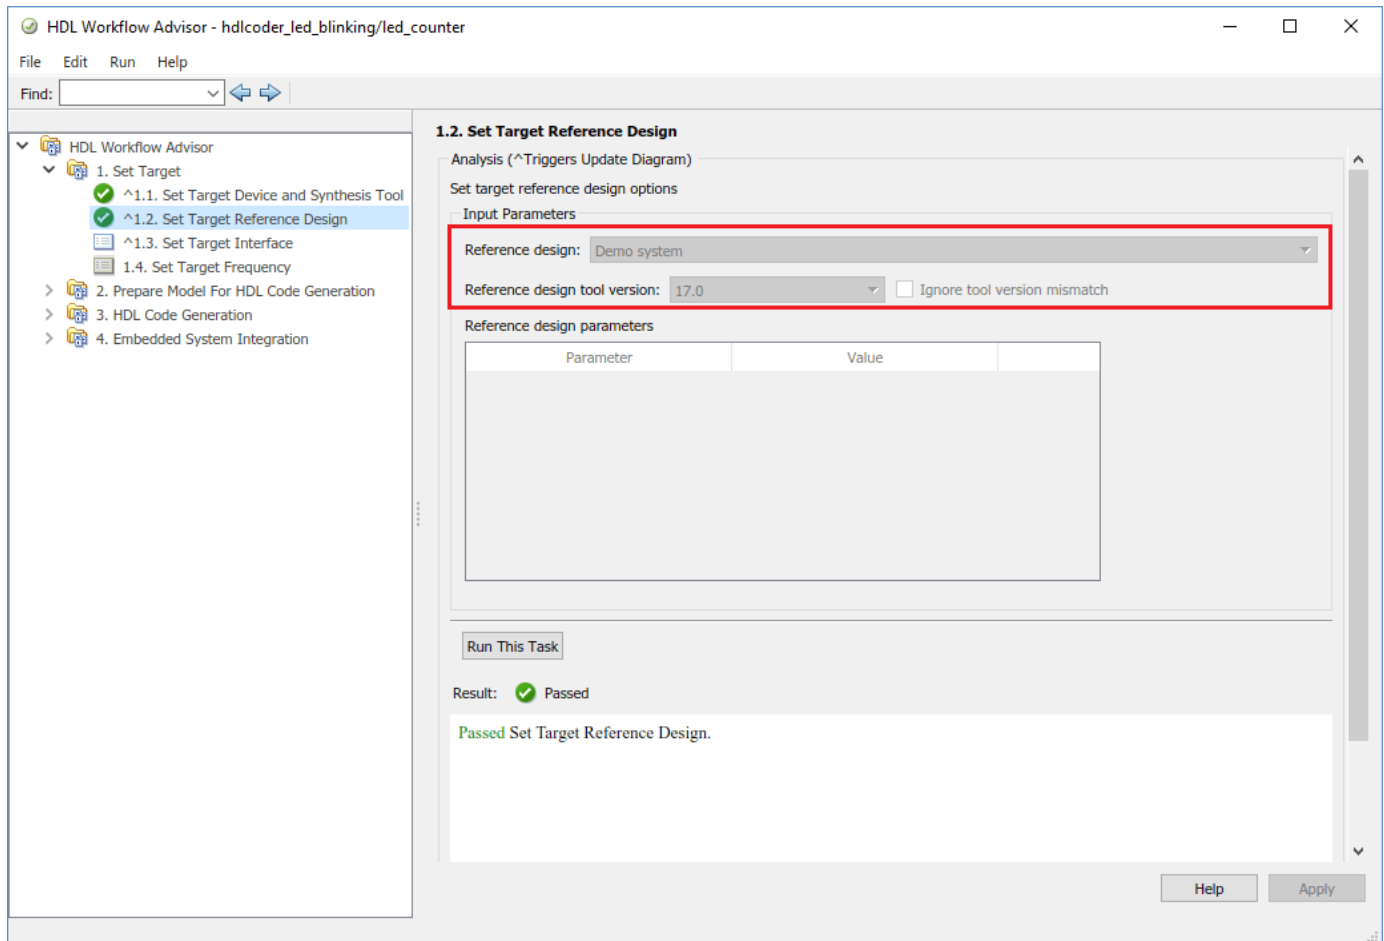 HDL Workflow Advisor - hdlcoder_led_blinking/led_counter
File Edit Run Help
Find:
HDL Workflow Advisor
1. Set Target
^1.1. Set Target Device and Synthesis Tool
^1.2. Set Target Reference Design
^1.3. Set Target Interface
1.4. Set Target Frequency
2. Prepare Model For HDL Code Generation
3. HDL Code Generation
4. Embedded System Integration
1.2. Set Target Reference Design
Analysis (^Triggers Update Diagram)
Set target reference design options
Input Parameters
Reference design: Demo system
Reference design tool version: 17.0 Ignore tool version mismatch
Reference design parameters
Parameter Value
Run This Task
Result: Passed
Passed Set Target Reference Design.
Help Apply